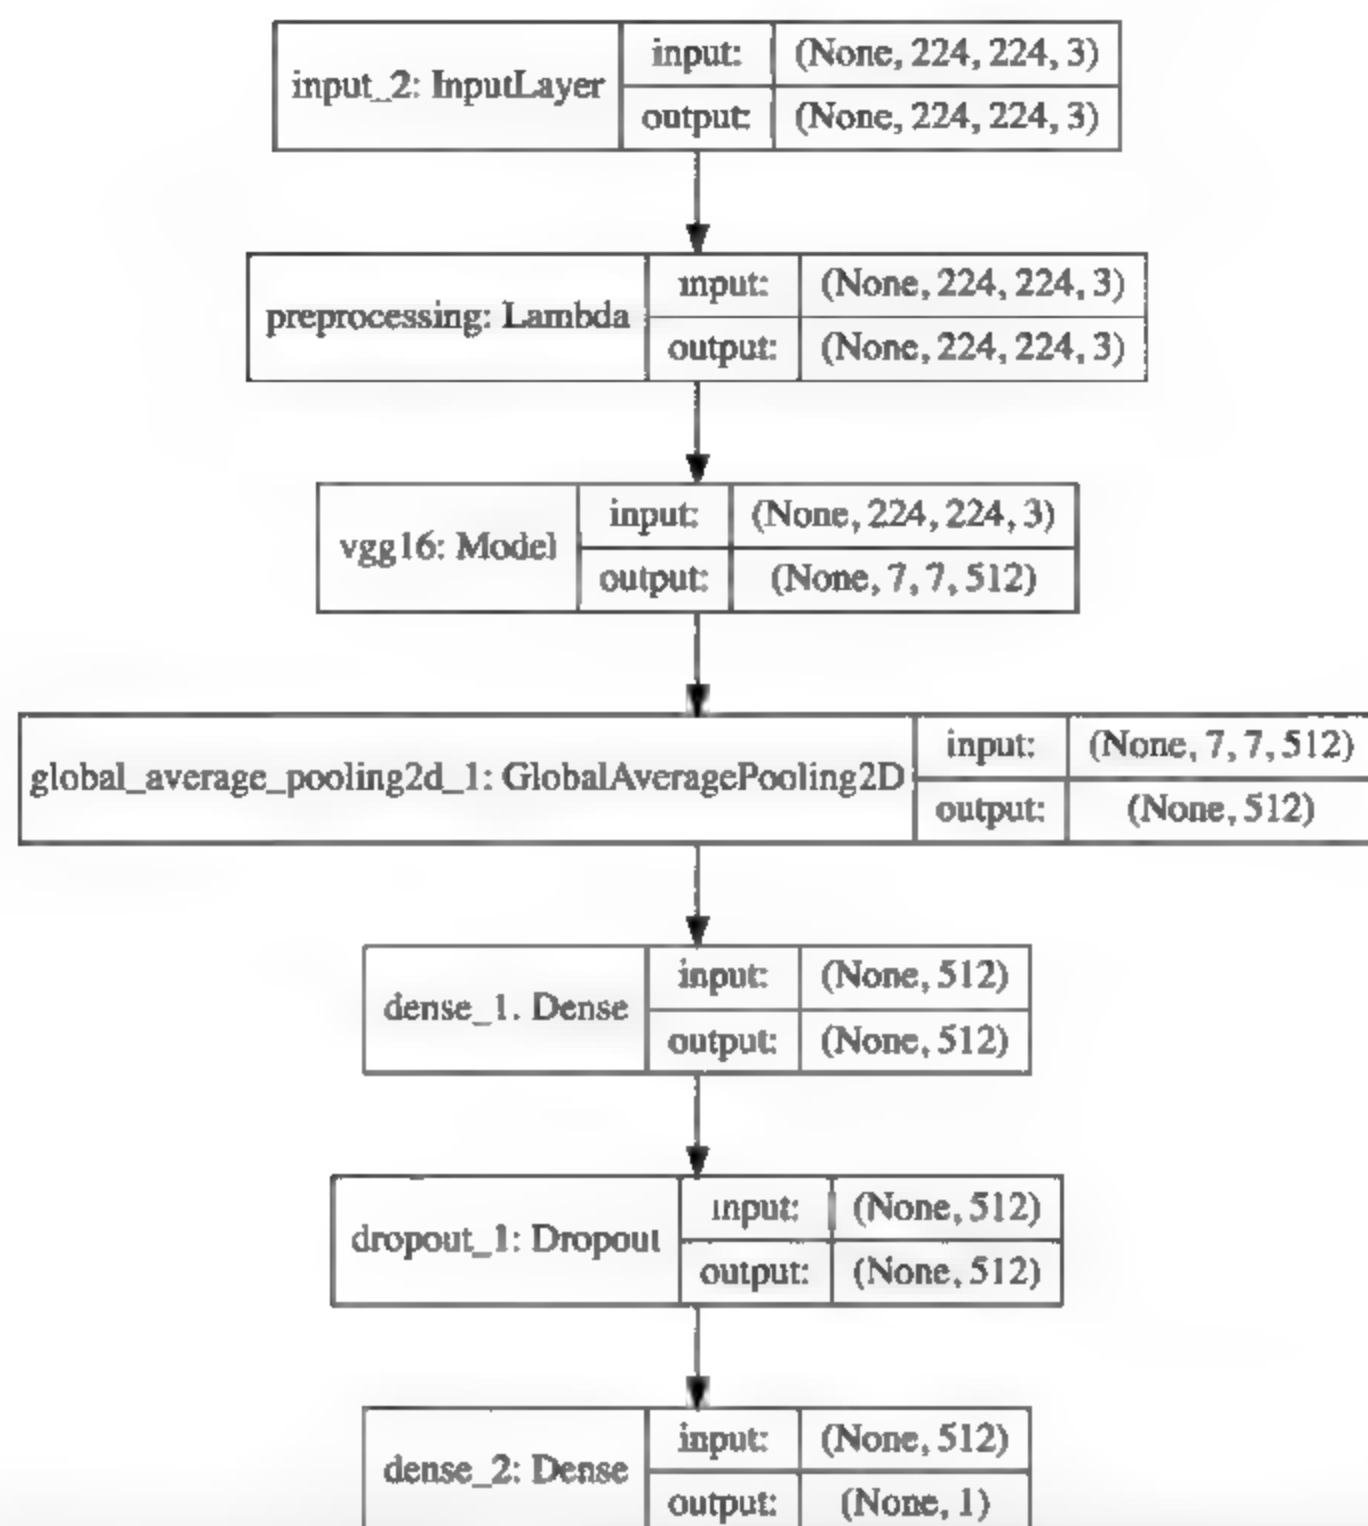 input_2: InputLayer
input: (None, 224, 224, 3)
output: (None, 224, 224, 3)
preprocessing: Lambda
input: (None, 224, 224, 3)
output: (None, 224, 224, 3)
vgg16: Model
input: (None, 224, 224, 3)
output: (None, 7, 7, 512)
global_average_pooling2d_1: GlobalAveragePooling2D
input: (None, 7, 7, 512)
output: (None, 512)
dense_1. Dense
input: (None, 512)
output: (None, 512)
dropout_1: Dropout
input: (None, 512)
output: (None, 512)
dense_2: Dense
input: (None, 512)
output: (None, 1)